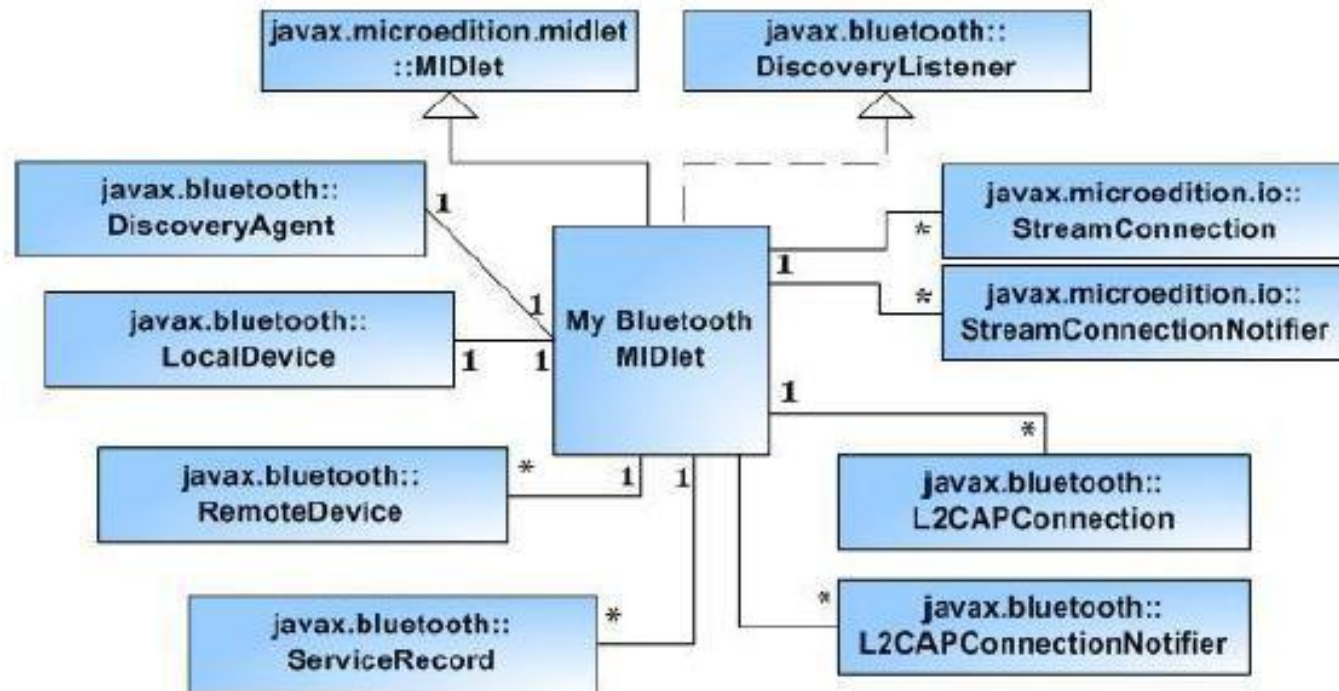 javax.microedition.midlet
::MIDlet
javax.bluetooth::
DiscoveryListener
javax.bluetooth::
DiscoveryAgent
1
javax.microedition.io::
StreamConnection
*
1
javax.microedition.io::
StreamConnectionNotifier
*
1
My Bluetooth
MIDlet
javax.bluetooth::
LocalDevice
1
1
1
*
javax.bluetooth::
RemoteDevice
*
1
1
javax.bluetooth::
L2CAPConnection
javax.bluetooth::
ServiceRecord
*
*
javax.bluetooth::
L2CAPConnectionNotifier